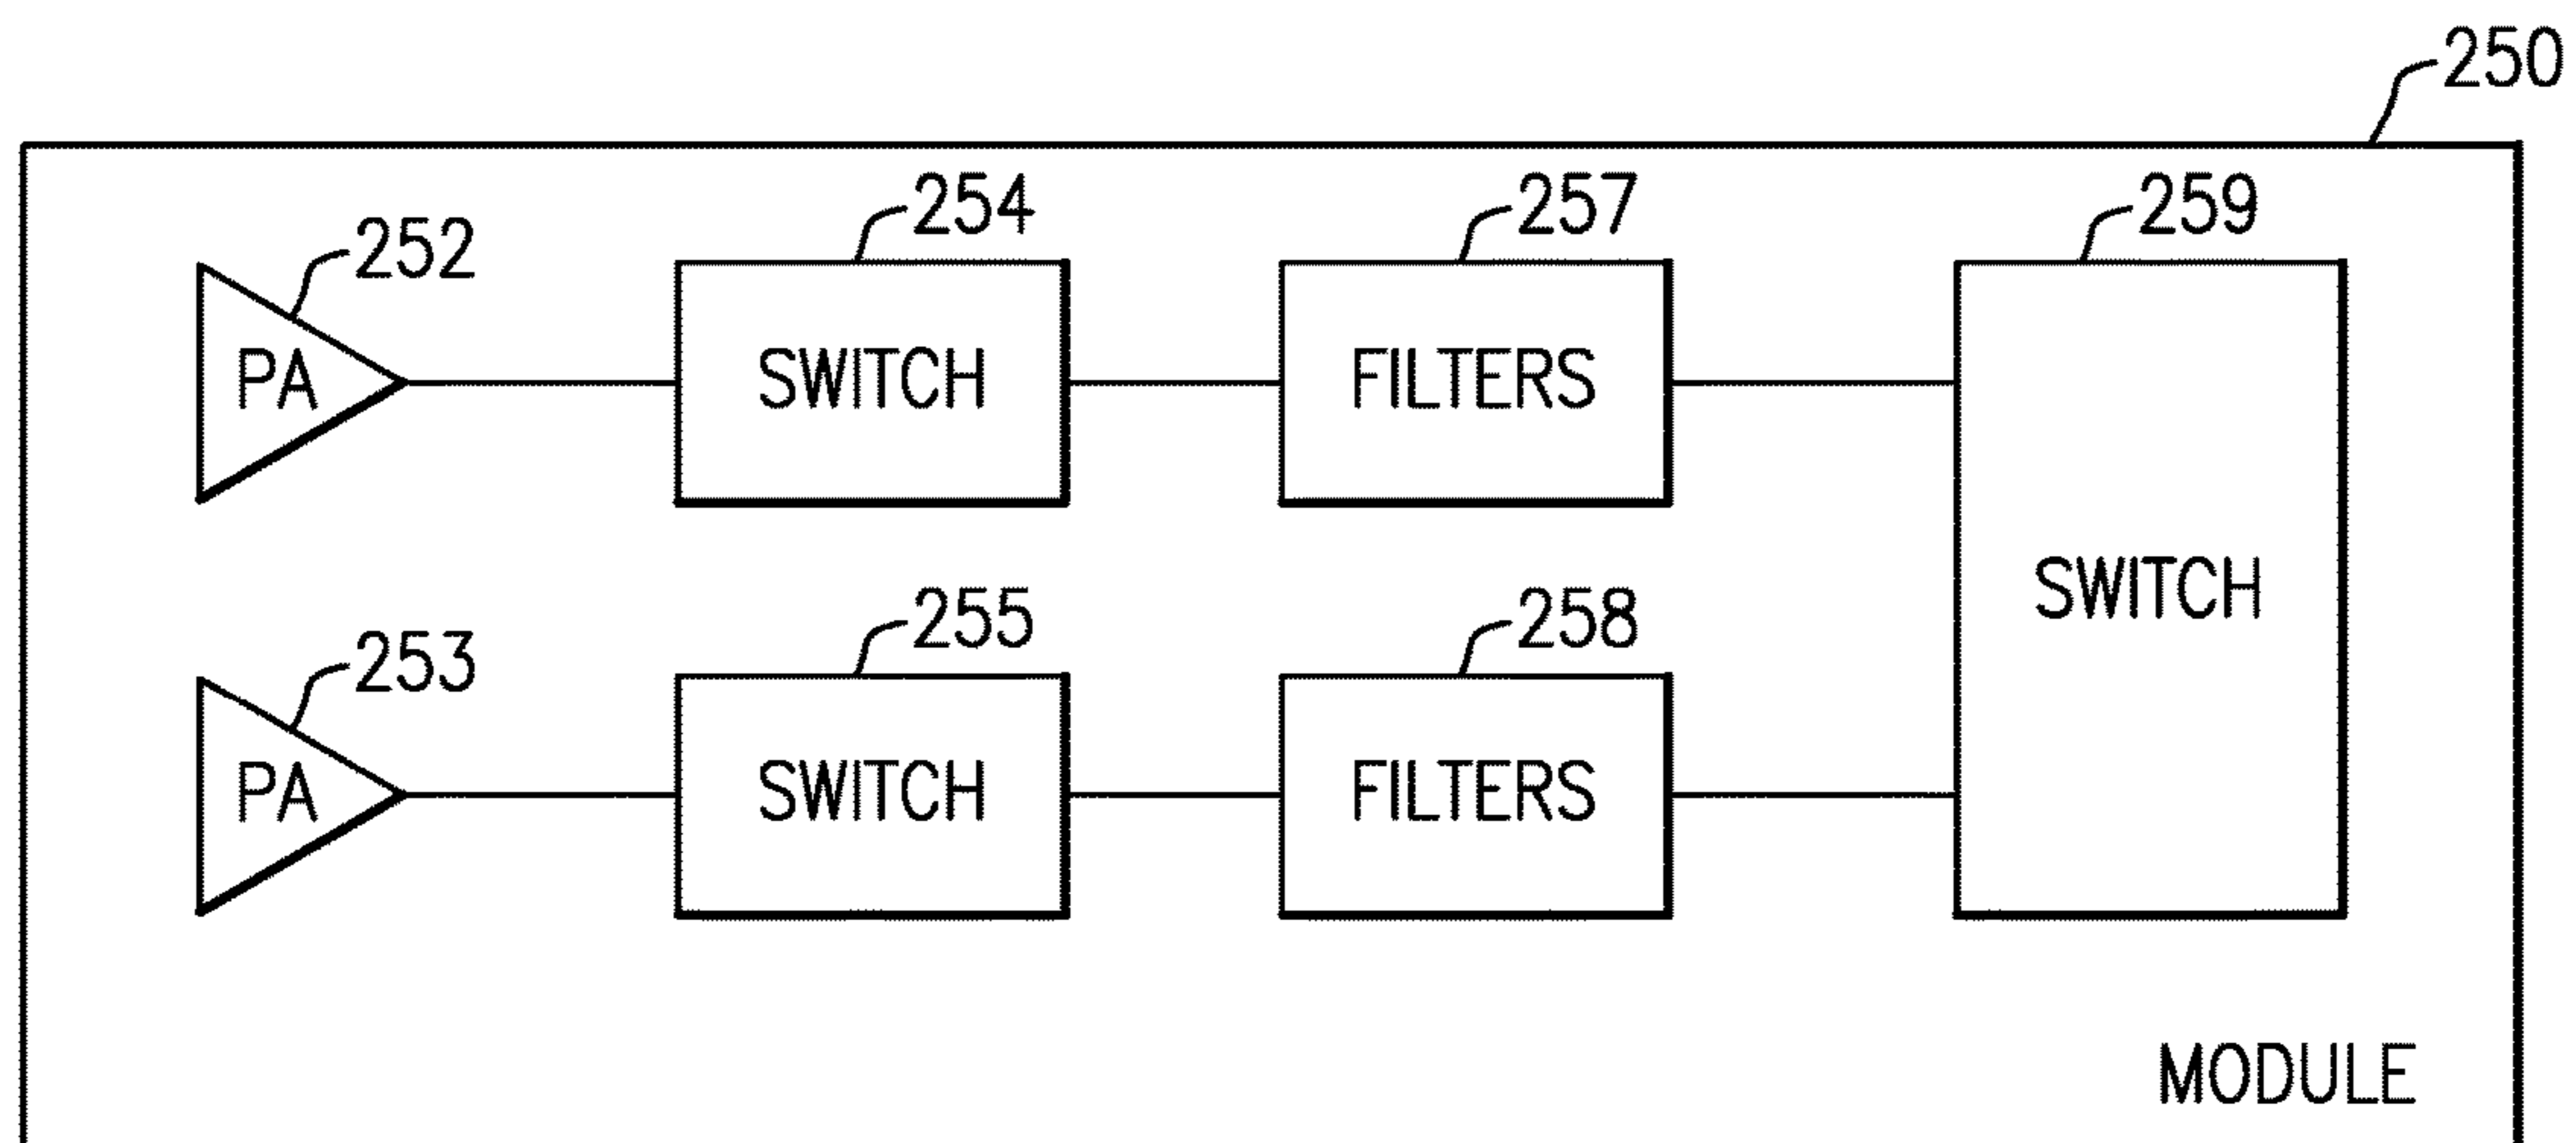 250
252
254
257
259
PA
SWITCH
FILTERS
SWITCH
253
255
258
PA
SWITCH
FILTERS
MODULE